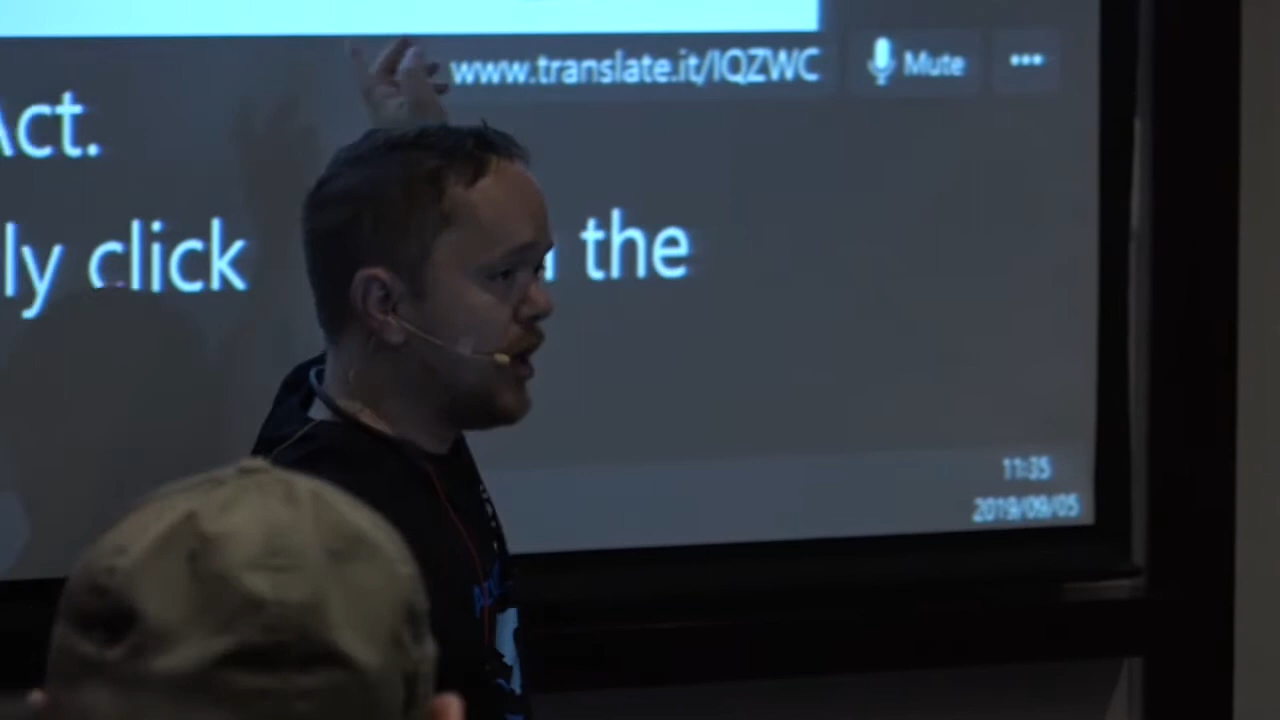 www.translate.it/IQZWC Mute ...
Act.
ly click the
11:35
2019/09/05